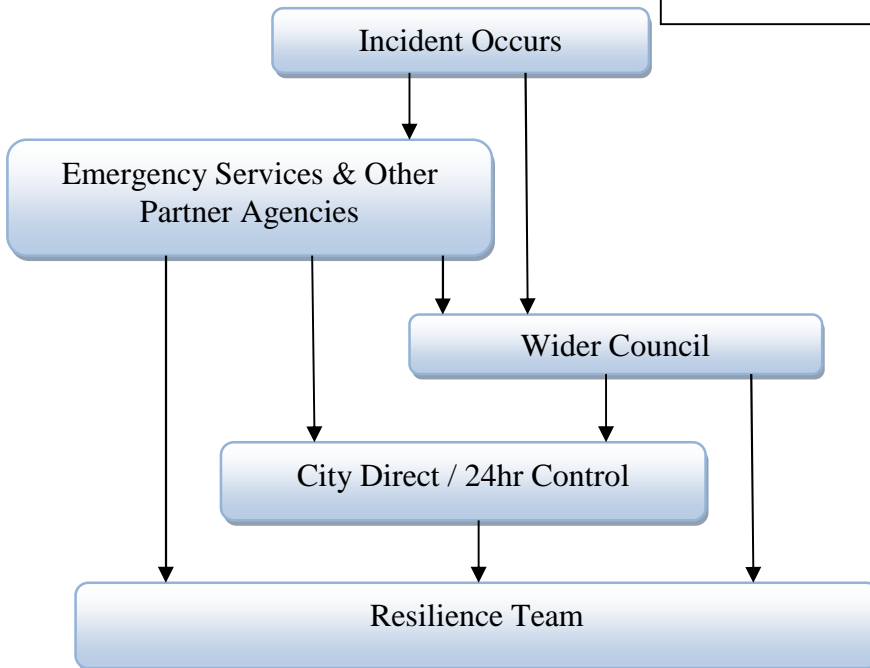 Incident Occurs
Emergency Services & Other
Partner Agencies
Wider Council
City Direct / 24hr Control
Resilience Team